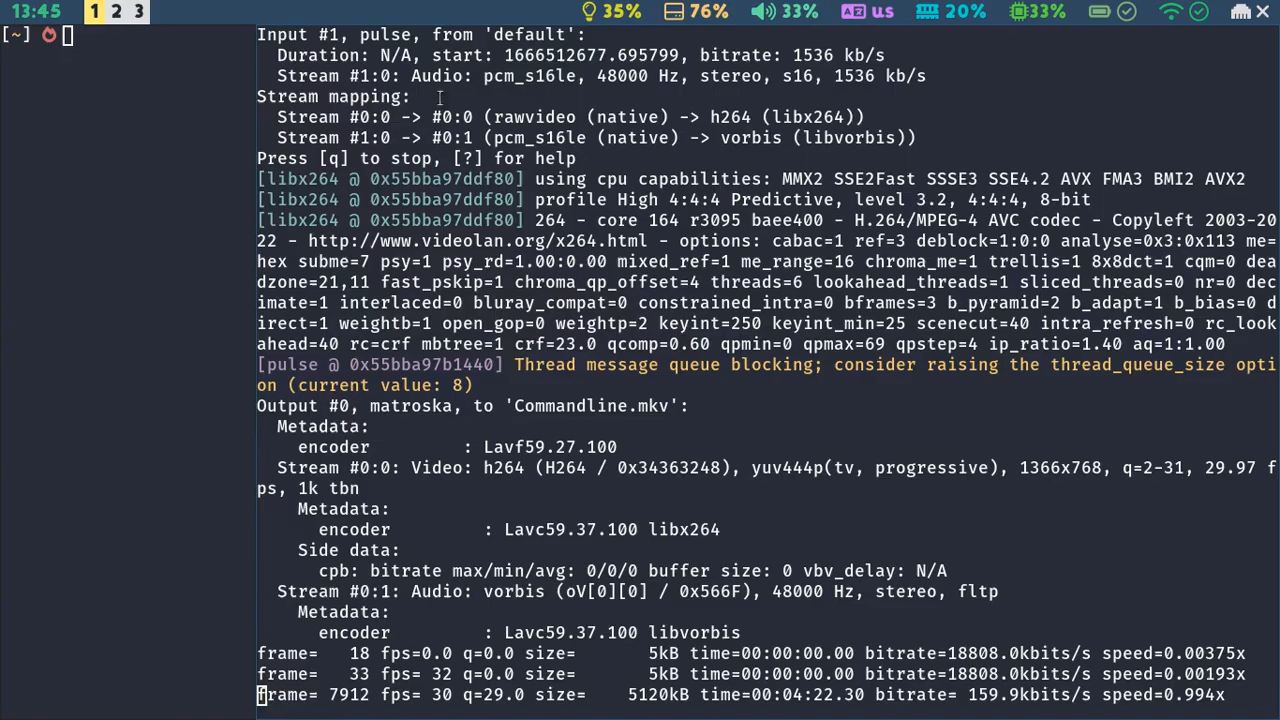 13:45 1 2 3 35% 76% 33% us 20% 33%
[~]
Input #1, pulse, from 'default':
Duration: N/A, start: 1666512677.695799, bitrate: 1536 kb/s
Stream #1:0: Audio: pcm_s16le, 48000 Hz, stereo, s16, 1536 kb/s
Stream mapping:
Stream #0:0 -> #0:0 (rawvideo (native) -> h264 (libx264))
Stream #1:0 -> #0:1 (pcm_s16le (native) -> vorbis (libvorbis))
Press [q] to stop, [?] for help
[libx264 @ 0x55bba97ddf80] using cpu capabilities: MMX2 SSE2Fast SSSE3 SSE4.2 AVX FMA3 BMI2 AVX2
[libx264 @ 0x55bba97ddf80] profile High 4:4:4 Predictive, level 3.2, 4:4:4, 8-bit
[libx264 @ 0x55bba97ddf80] 264 - core 164 r3095 baee400 - H.264/MPEG-4 AVC codec - Copyleft 2003-20
22 - http://www.videolan.org/x264.html - options: cabac=1 ref=3 deblock=1:0:0 analyse=0x3:0x113 me=
hex subme=7 psy=1 psy_rd=1.00:0.00 mixed_ref=1 me_range=16 chroma_me=1 trellis=1 8x8dct=1 cqm=0 dea
dzone=21,11 fast_pskip=1 chroma_qp_offset=4 threads=6 lookahead_threads=1 sliced_threads=0 nr=0 dec
imate=1 interlaced=0 bluray_compat=0 constrained_intra=0 bframes=3 b_pyramid=2 b_adapt=1 b_bias=0 d
irect=1 weightb=1 open_gop=0 weightp=2 keyint=250 keyint_min=25 scenecut=40 intra_refresh=0 rc_look
ahead=40 rc=crf mbtree=1 crf=23.0 qcomp=0.60 qpmin=0 qpmax=69 qpstep=4 ip_ratio=1.40 aq=1:1.00
[pulse @ 0x55bba97b1440] Thread message queue blocking; consider raising the thread_queue_size opti
on (current value: 8)
Output #0, matroska, to 'Commandline.mkv':
Metadata:
encoder : Lavf59.27.100
Stream #0:0: Video: h264 (H264 / 0x34363248), yuv444p(tv, progressive), 1366x768, q=2-31, 29.97 f
ps, 1k tbn
Metadata:
encoder : Lavc59.37.100 libx264
Side data:
cpb: bitrate max/min/avg: 0/0/0 buffer size: 0 vbv_delay: N/A
Stream #0:1: Audio: vorbis (oV[0][0] / 0x566F), 48000 Hz, stereo, fltp
Metadata:
encoder : Lavc59.37.100 libvorbis
frame= 18 fps=0.0 q=0.0 size= 5kB time=00:00:00.00 bitrate=18808.0kbits/s speed=0.00375x
frame= 33 fps= 32 q=0.0 size= 5kB time=00:00:00.00 bitrate=18808.0kbits/s speed=0.00193x
frame= 7912 fps= 30 q=29.0 size= 5120kB time=00:04:22.30 bitrate= 159.9kbits/s speed=0.994x